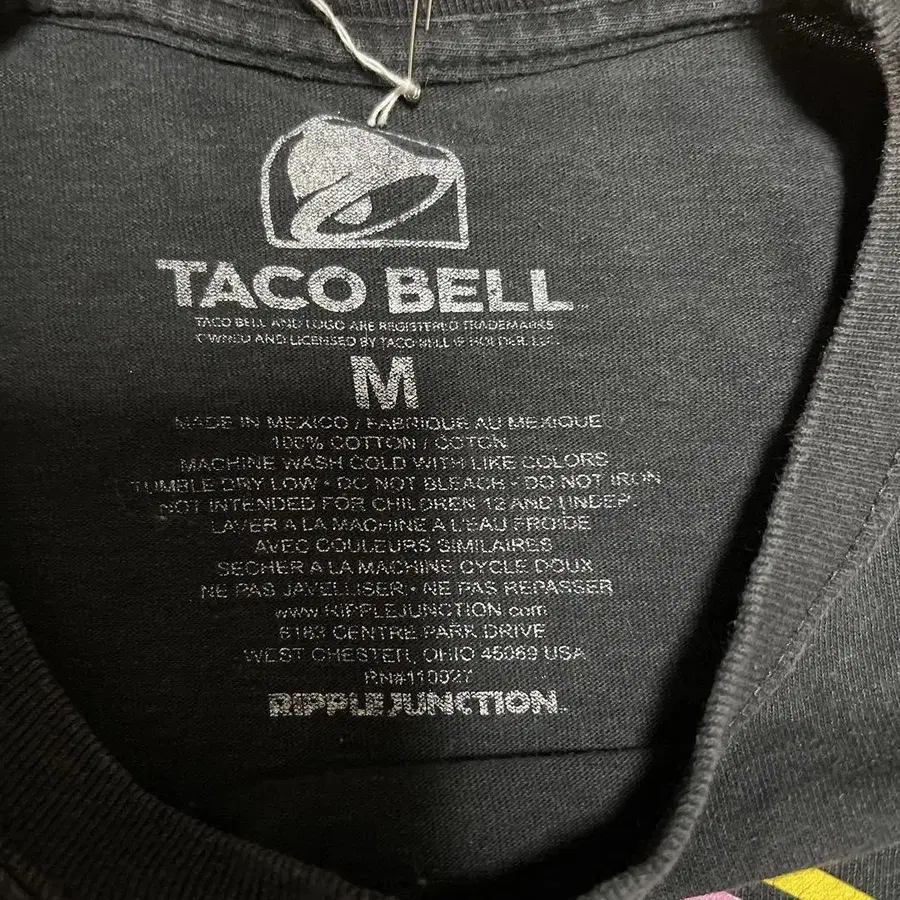 TACO BELL
TACO BELL AND LOGO ARE REGISTERED TRADEMARKS
OWNED AND LICENSED BY TACO BELL IP HOLDER, LLC.
M
MADE IN MEXICO / FABRIQUE AU MEXIQUE
100% COTTON / COTON
MACHINE WASH COLD WITH LIKE COLORS
TUMBLE DRY LOW • DO NOT BLEACH • DO NOT IRON
NOT INTENDED FOR CHILDREN 12 AND UNDER.
LAVER A LA MACHINE A L'EAU FROIDE
AVEC COULEURS SIMILAIRES
SECHER A LA MACHINE CYCLE DOUX
NE PAS JAVELLISER • NE PAS REPASSER
www.RIPPLEJUNCTION.com
CENTRE PARK DRIVE
WEST CHESTER, OHIO 45069 USA
RIPPLE JUNCTION